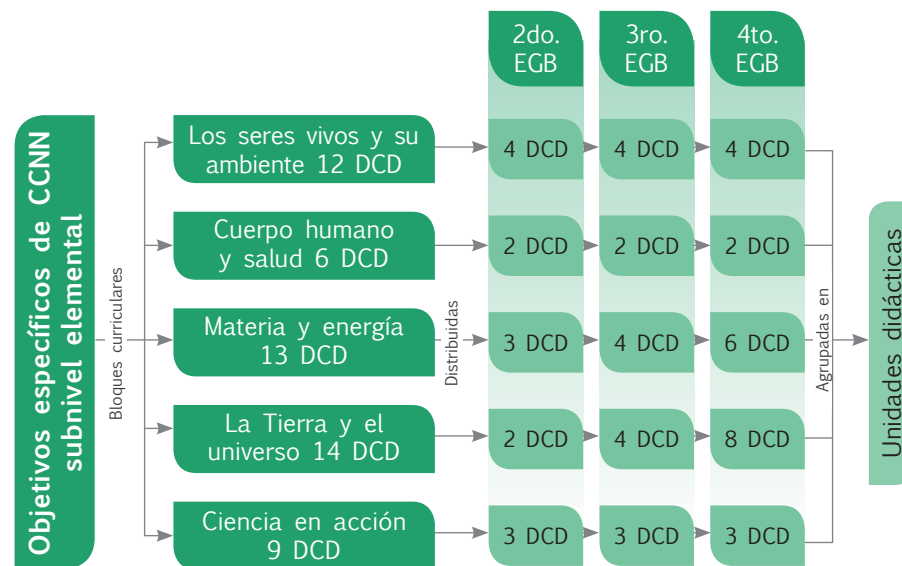 2do.
EGB
3ro.
EGB
4to.
EGB
Objetivos específicos de CCNN
subnivel elemental
Bloques curriculares
Los seres vivos y su
ambiente 12 DCD
4 DCD
4 DCD
4 DCD
Cuerpo humano
y salud 6 DCD
2 DCD
2 DCD
2 DCD
Materia y energía
13 DCD
Distribuidas
3 DCD
4 DCD
6 DCD
La Tierra y el
universo 14 DCD
2 DCD
4 DCD
8 DCD
Ciencia en acción
9 DCD
3 DCD
3 DCD
3 DCD
Agrupadas en
Unidades didácticas